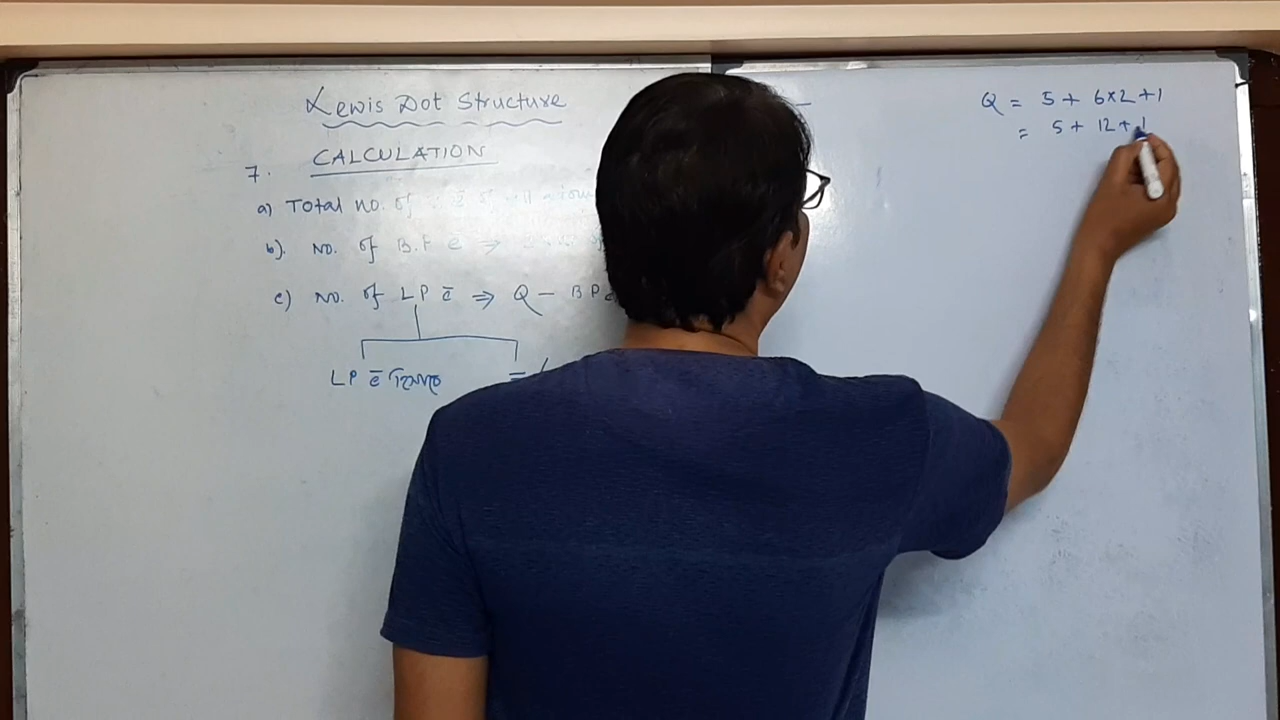 Lewis Dot Structure
7. CALCULATION
a) Total no. of
b). No. of B.P ē ⇒
c) No. of LP ē ⇒ Q - BP
LP ē =
Q = 5 + 6×2 +1
= 5 + 12 + 1